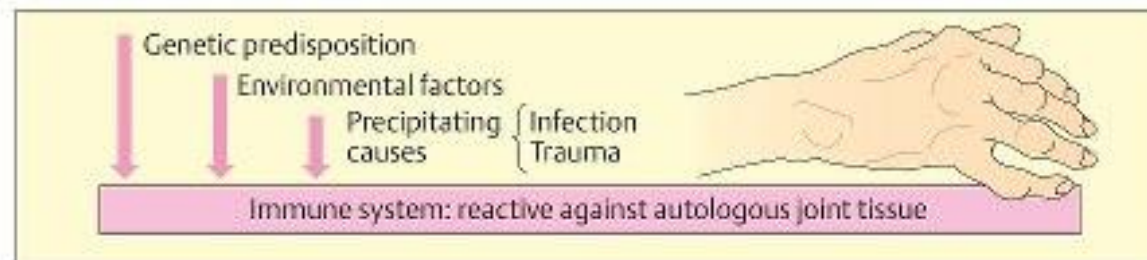 Genetic predisposition
Environmental factors
Precipitating causes { Infection
Trauma
Immune system: reactive against autologous joint tissue